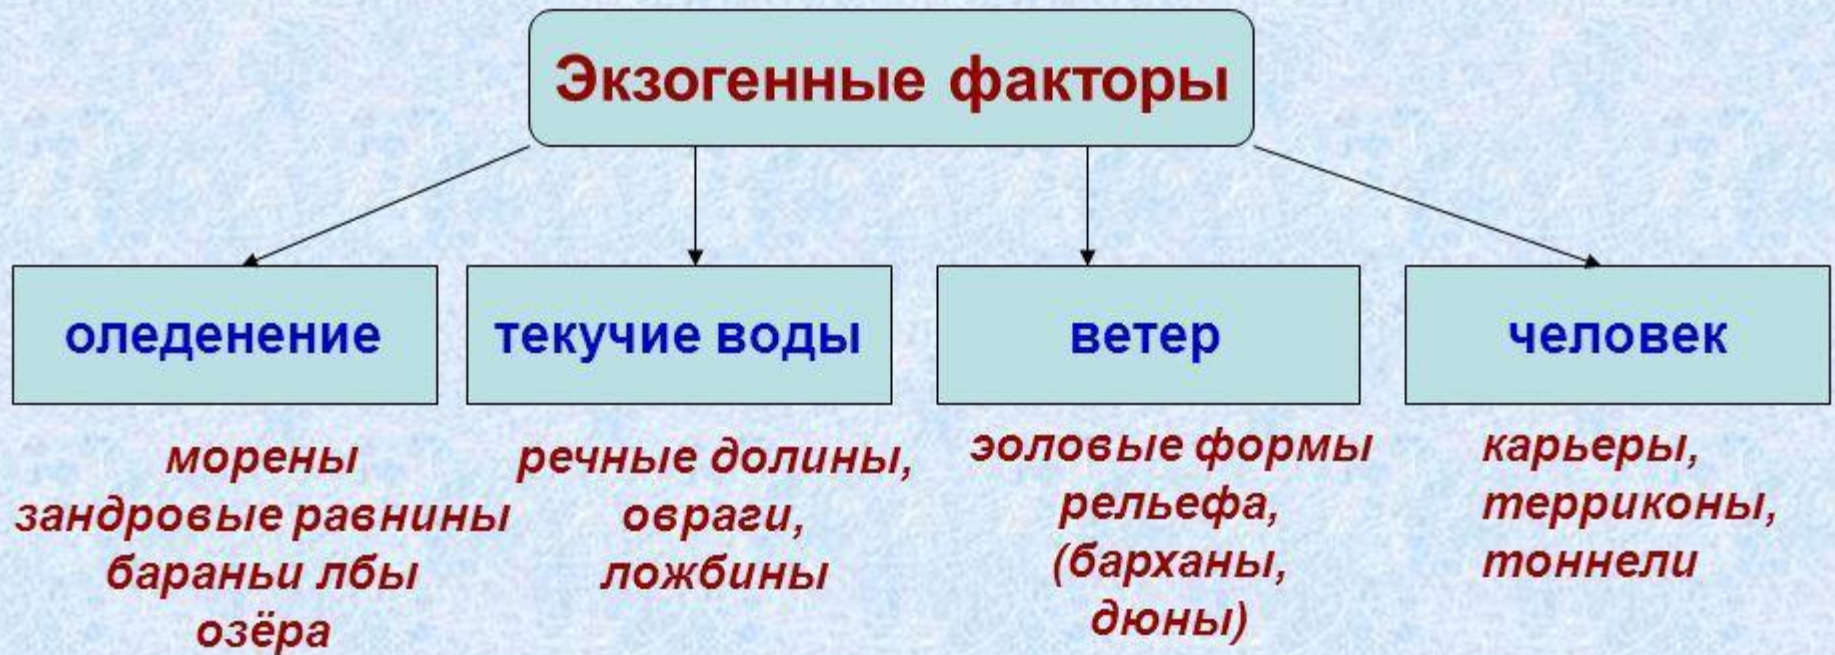 Экзогенные факторы
оледенение
морены
зандровые равнины
бараньи лбы
озёра
текучие воды
речные долины,
овраги,
ложбины
ветер
эоловые формы
рельефа,
(барханы,
дюны)
человек
карьеры,
терриконы,
тоннели